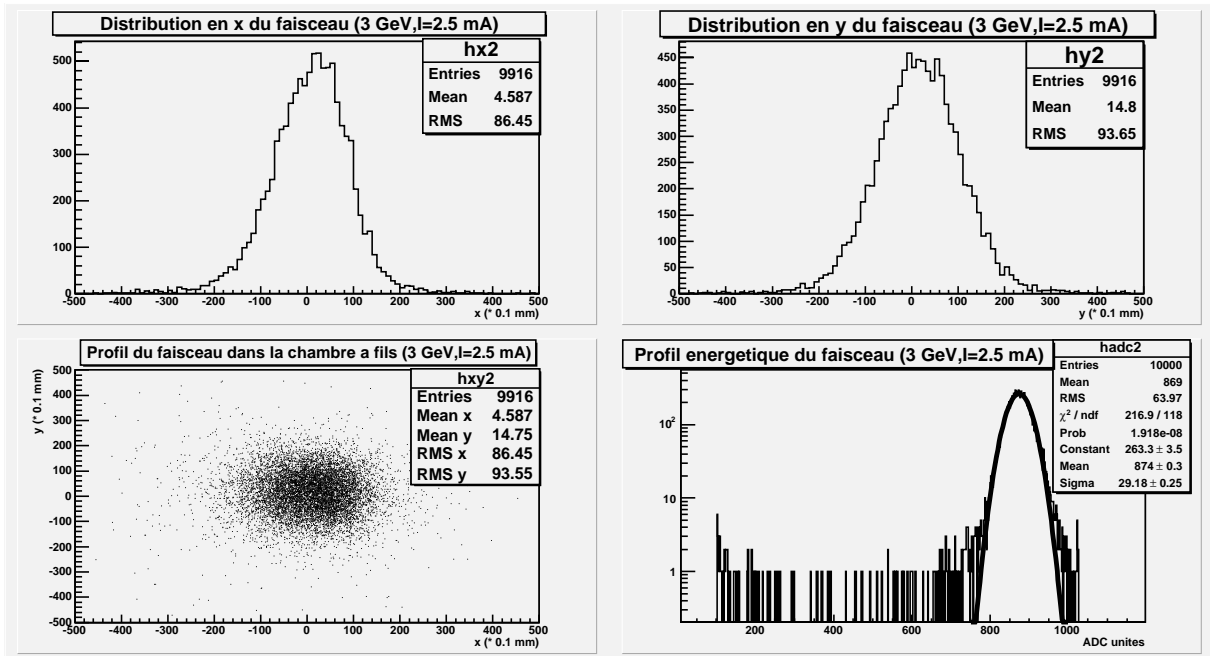 Distribution en x du faisceau (3 GeV,I=2.5 mA)
hx2
Entries 9916
Mean 4.587
RMS 86.45
500
400
300
200
100
0
-500 -400 -300 -200 -100 0 100 200 300 400 500
x (* 0.1 mm)
Distribution en y du faisceau (3 GeV,I=2.5 mA)
hy2
Entries 9916
Mean 14.8
RMS 93.65
450
400
350
300
250
200
150
100
50
0
-500 -400 -300 -200 -100 0 100 200 300 400 500
y (* 0.1 mm)
Profil du faisceau dans la chambre a fils (3 GeV,I=2.5 mA)
hxy2
Entries 9916
Mean x 4.587
Mean y 14.75
RMS x 86.45
RMS y 93.55
y (* 0.1 mm)
500
400
300
200
100
0
-100
-200
-300
-400
-500
-500 -400 -300 -200 -100 0 100 200 300 400 500
x (* 0.1 mm)
Profil energetique du faisceau (3 GeV,I=2.5 mA)
hadc2
Entries 10000
Mean 869
RMS 63.97
χ² / ndf 216.9 / 118
Prob 1.918e-08
Constant 263.3 ± 3.5
Mean 874 ± 0.3
Sigma 29.18 ± 0.25
10²
10
1
200 400 600 800 1000
ADC unites